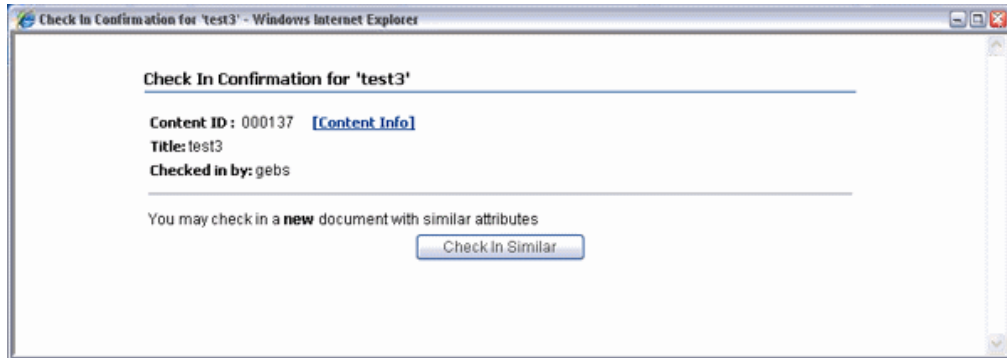 Check In Confirmation for 'test3' - Windows Internet Explorer
Check In Confirmation for 'test3'
Content ID : 000137 [Content Info]
Title: test3
Checked in by: gebs
You may check in a new document with similar attributes
Check In Similar